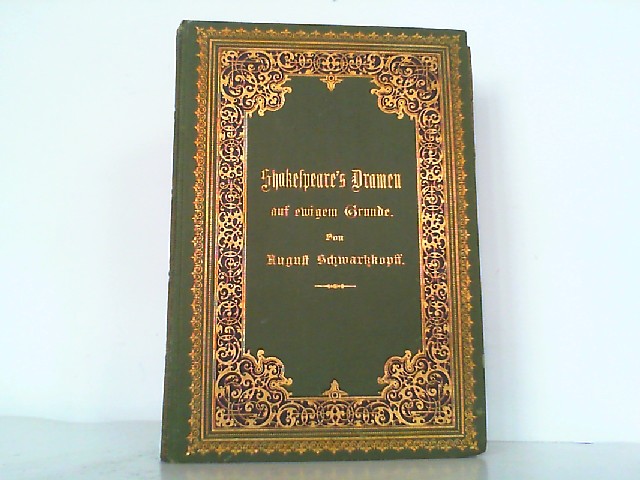 Shakeſpeare's Dramen
auf ewigem Grunde.
Von
Auguſt Schwartzkopff.